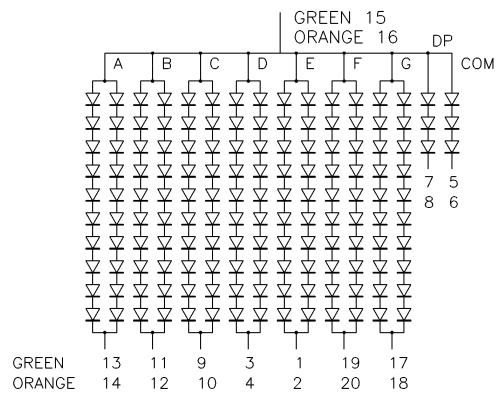 GREEN 15
ORANGE 16
DP
A B C D E F G COM
7 5
8 6
GREEN 13 11 9 3 1 19 17
ORANGE 14 12 10 4 2 20 18